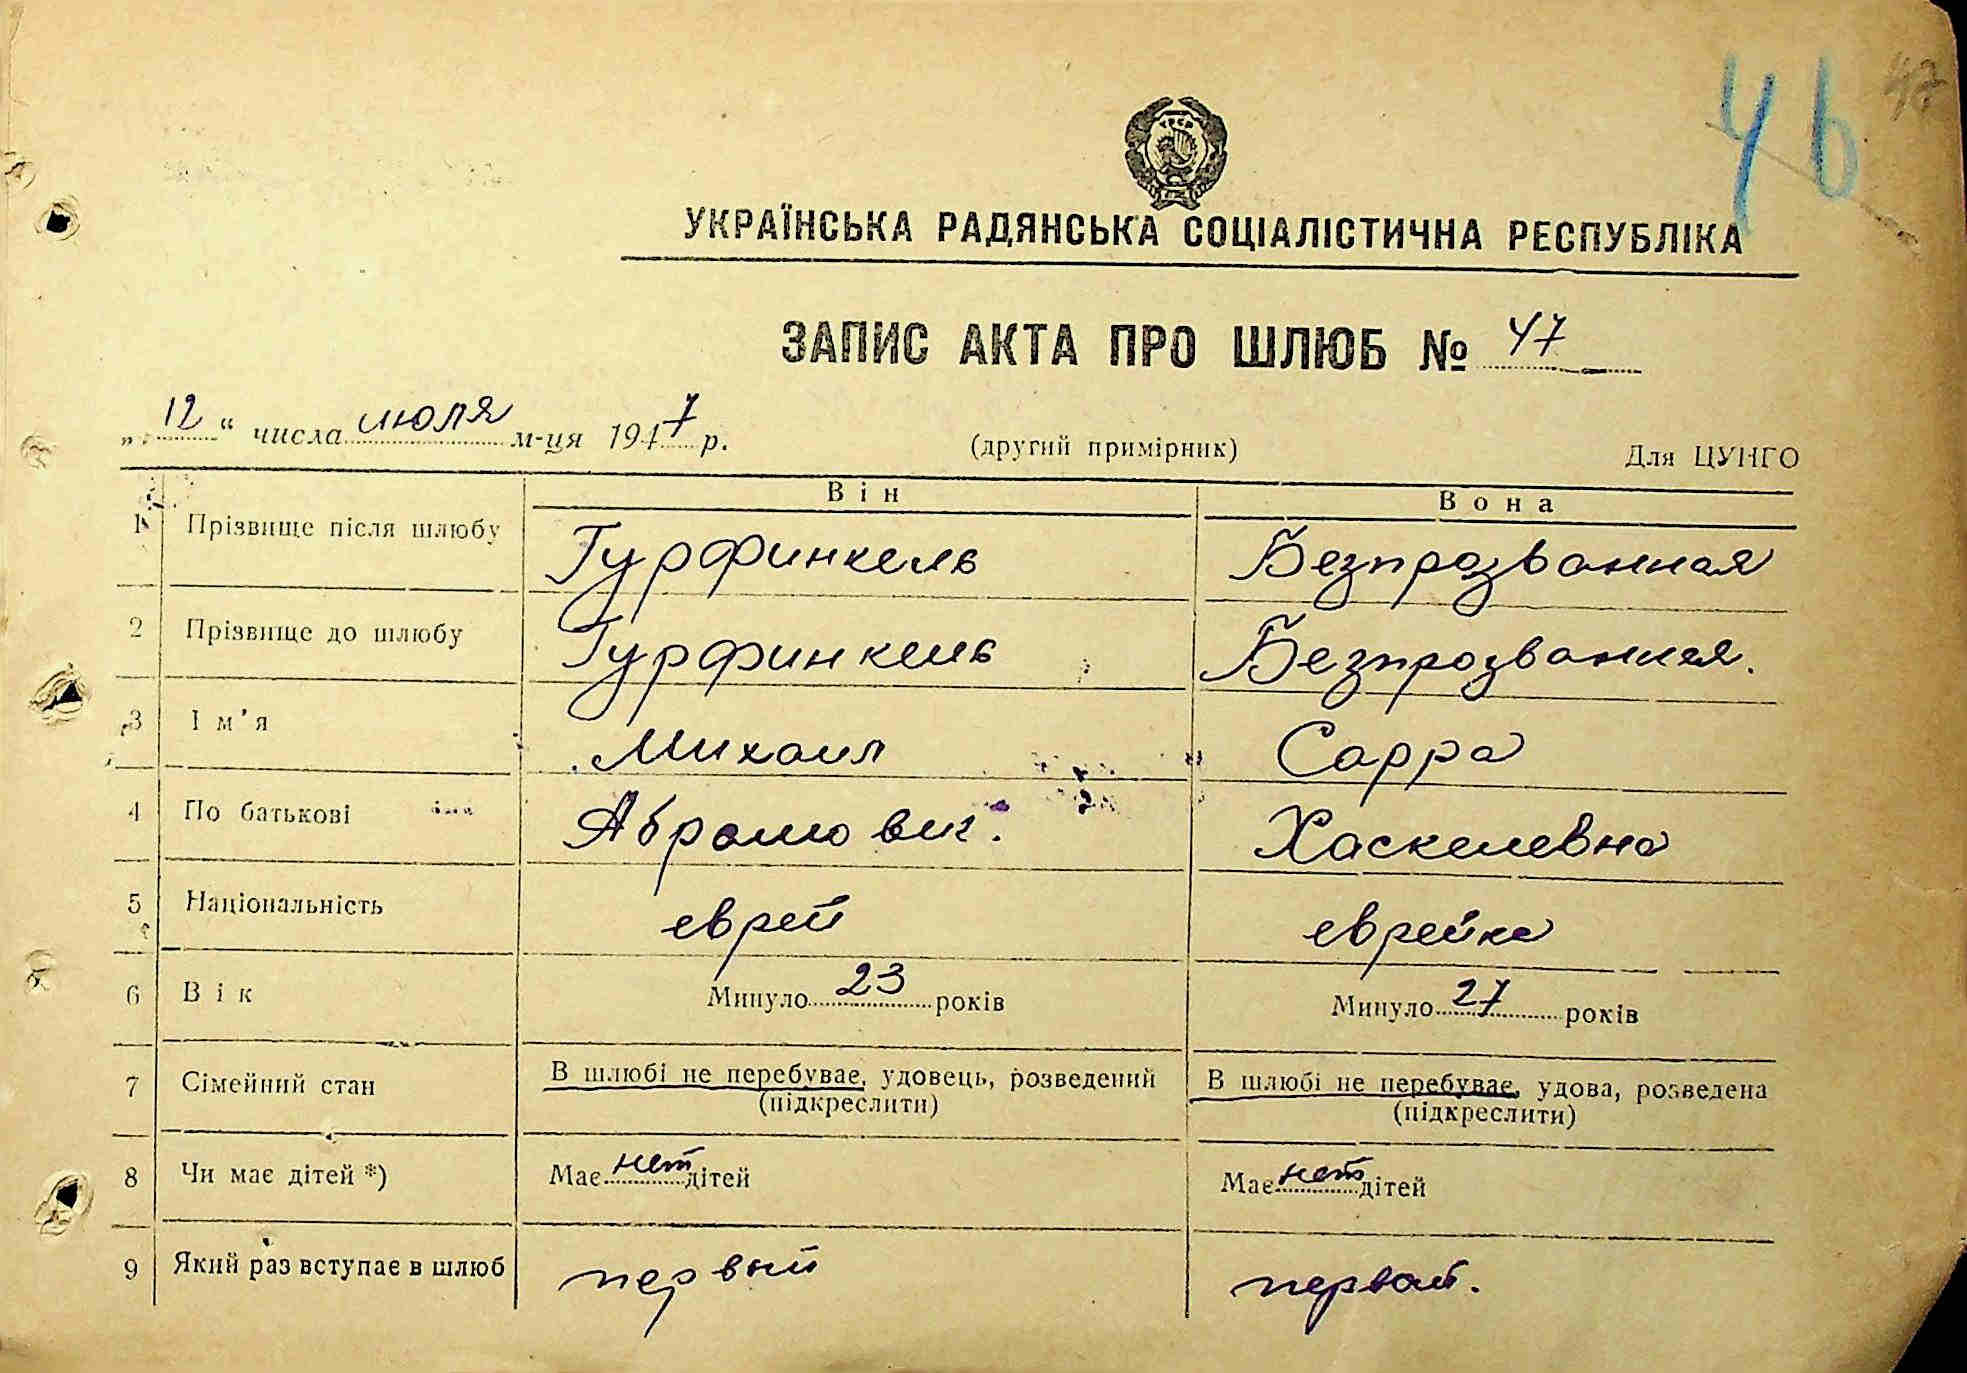 46 47
УРСР
УКРАЇНСЬКА РАДЯНСЬКА СОЦІАЛІСТИЧНА РЕСПУБЛІКА
ЗАПИС АКТА ПРО ШЛЮБ № 47
„12“ числа июля м-ця 1947 р. (другий примірник) Для ЦУНГО
Він Вона
1 Прізвище після шлюбу Гурфинкель Безпрозванная
2 Прізвище до шлюбу Гурфинкель Безпрозванная.
3 Ім'я Михаил Сарра
4 По батькові Абрамович. Хаскелевна
5 Національність еврей еврейка
6 Вік Минуло 23 років Минуло 27 років
7 Сімейний стан В шлюбі не перебуває, удовець, розведений В шлюбі не перебуває, удова, розведена
(підкреслити) (підкреслити)
8 Чи має дітей *) Має нет дітей Має нет дітей
9 Який раз вступає в шлюб первый первый.